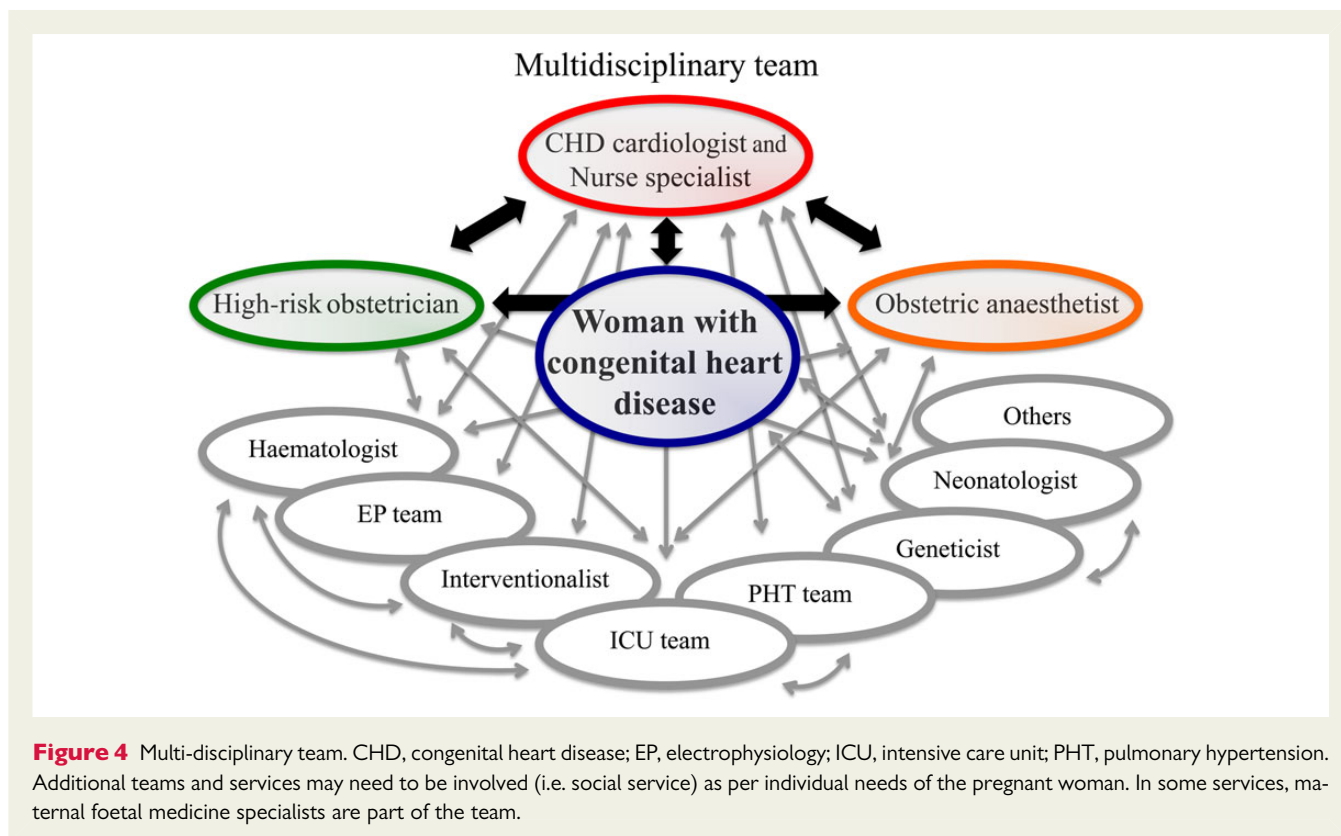 Multidisciplinary team
CHD cardiologist and
Nurse specialist
High-risk obstetrician
Woman with
congenital heart
disease
Obstetric anaesthetist
Haematologist
EP team
Interventionalist
ICU team
PHT team
Geneticist
Neonatologist
Others
Figure 4 Multi-disciplinary team. CHD, congenital heart disease; EP, electrophysiology; ICU, intensive care unit; PHT, pulmonary hypertension.
Additional teams and services may need to be involved (i.e. social service) as per individual needs of the pregnant woman. In some services, ma-
ternal foetal medicine specialists are part of the team.